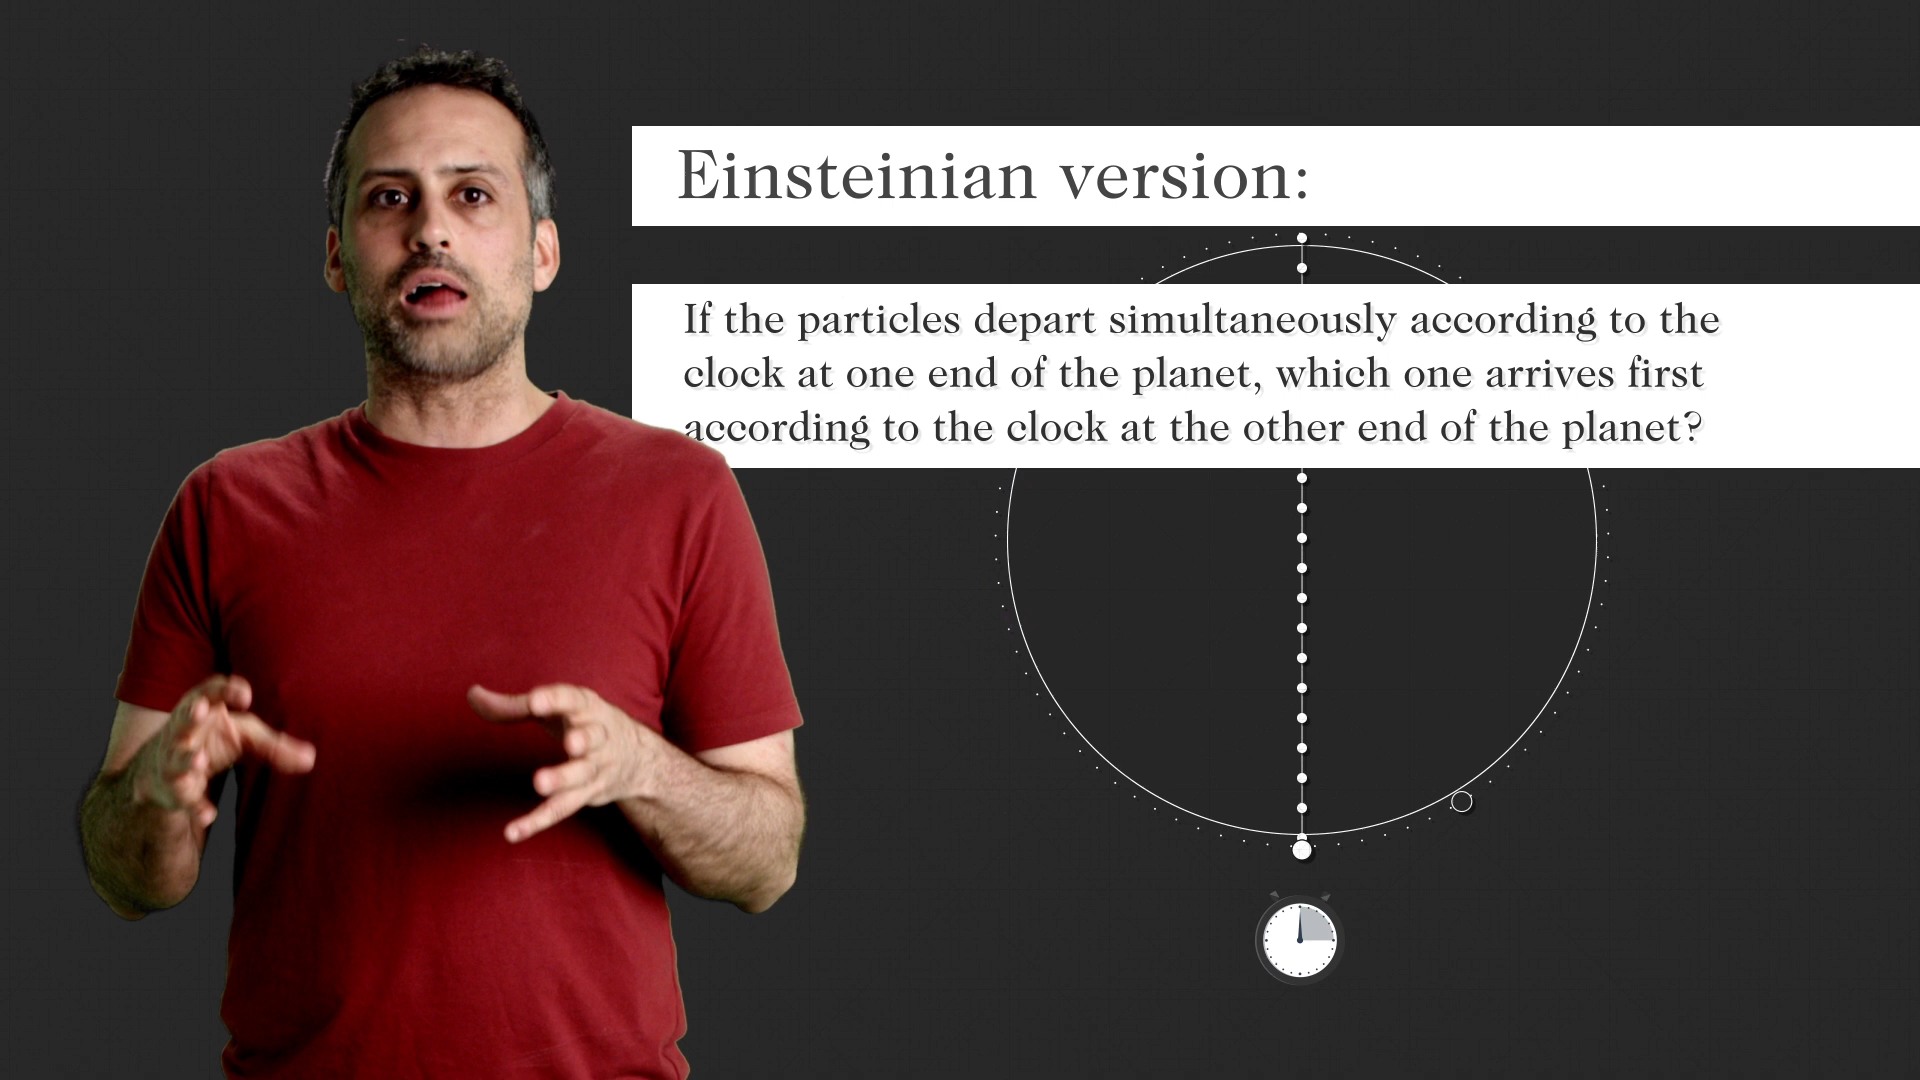 Einsteinian version:
If the particles depart simultaneously according to the
clock at one end of the planet, which one arrives first
according to the clock at the other end of the planet?